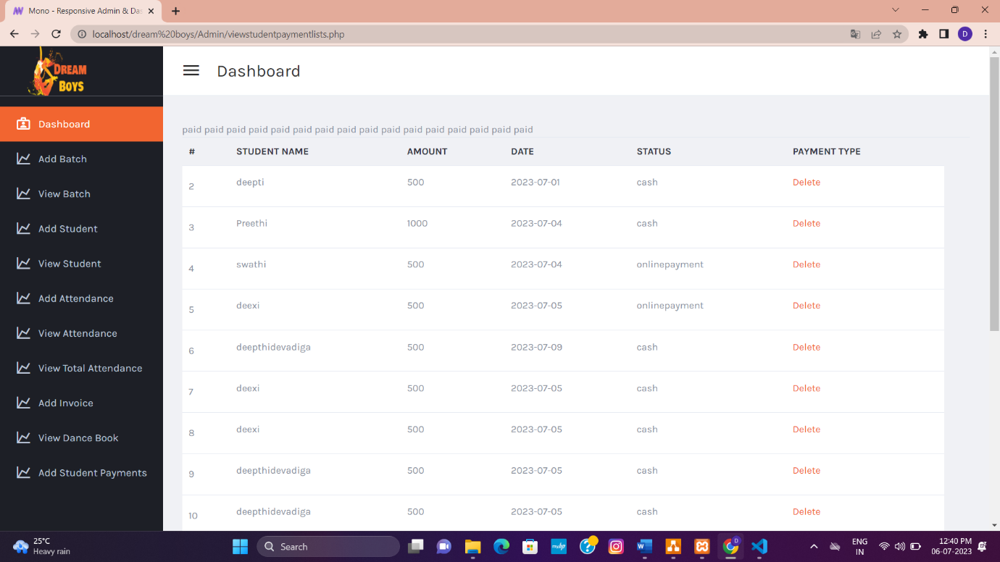 Mono - Responsive Admin & Das
localhost/dream%20boys/Admin/viewstudentpaymentlists.php
D
DREAM
BOYS
Dashboard
Dashboard
Add Batch
View Batch
Add Student
View Student
Add Attendance
View Attendance
View Total Attendance
Add Invoice
View Dance Book
Add Student Payments
paid paid paid paid paid paid paid paid paid paid paid paid paid paid paid paid
# STUDENT NAME AMOUNT DATE STATUS PAYMENT TYPE
2 deepti 500 2023-07-01 cash Delete
3 Preethi 1000 2023-07-04 cash Delete
4 swathi 500 2023-07-04 onlinepayment Delete
5 deexi 500 2023-07-05 onlinepayment Delete
6 deepthidevadiga 500 2023-07-09 cash Delete
7 deexi 500 2023-07-05 cash Delete
8 deexi 500 2023-07-05 cash Delete
9 deepthidevadiga 500 2023-07-05 cash Delete
10 deepthidevadiga 500 2023-07-05 cash Delete
25°C
Heavy rain
Search
ENG
IN
12:40 PM
06-07-2023